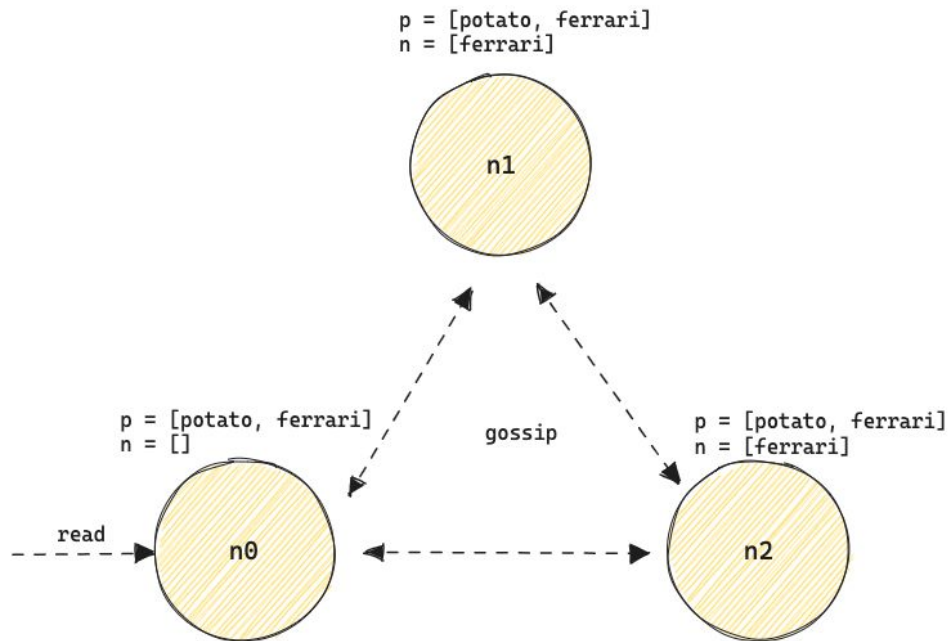 p = [potato, ferrari]
n = [ferrari]
n1
p = [potato, ferrari]
n = []
gossip
p = [potato, ferrari]
n = [ferrari]
read
n0
n2